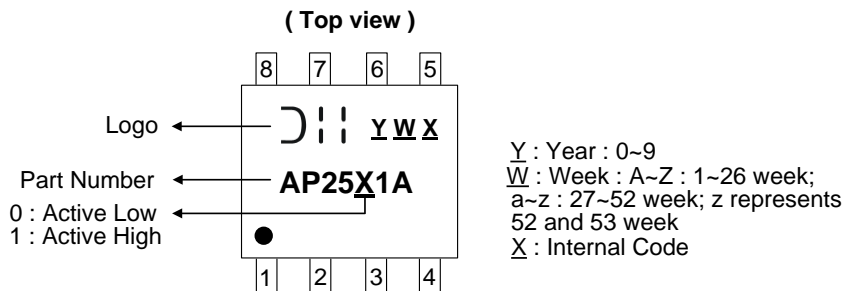 ( Top view )
8 7 6 5
Logo
Y W X
Part Number
AP25X1A
0 : Active Low
1 : Active High
1 2 3 4
Y : Year : 0~9
W : Week : A~Z : 1~26 week;
a~z : 27~52 week; z represents
52 and 53 week
X : Internal Code